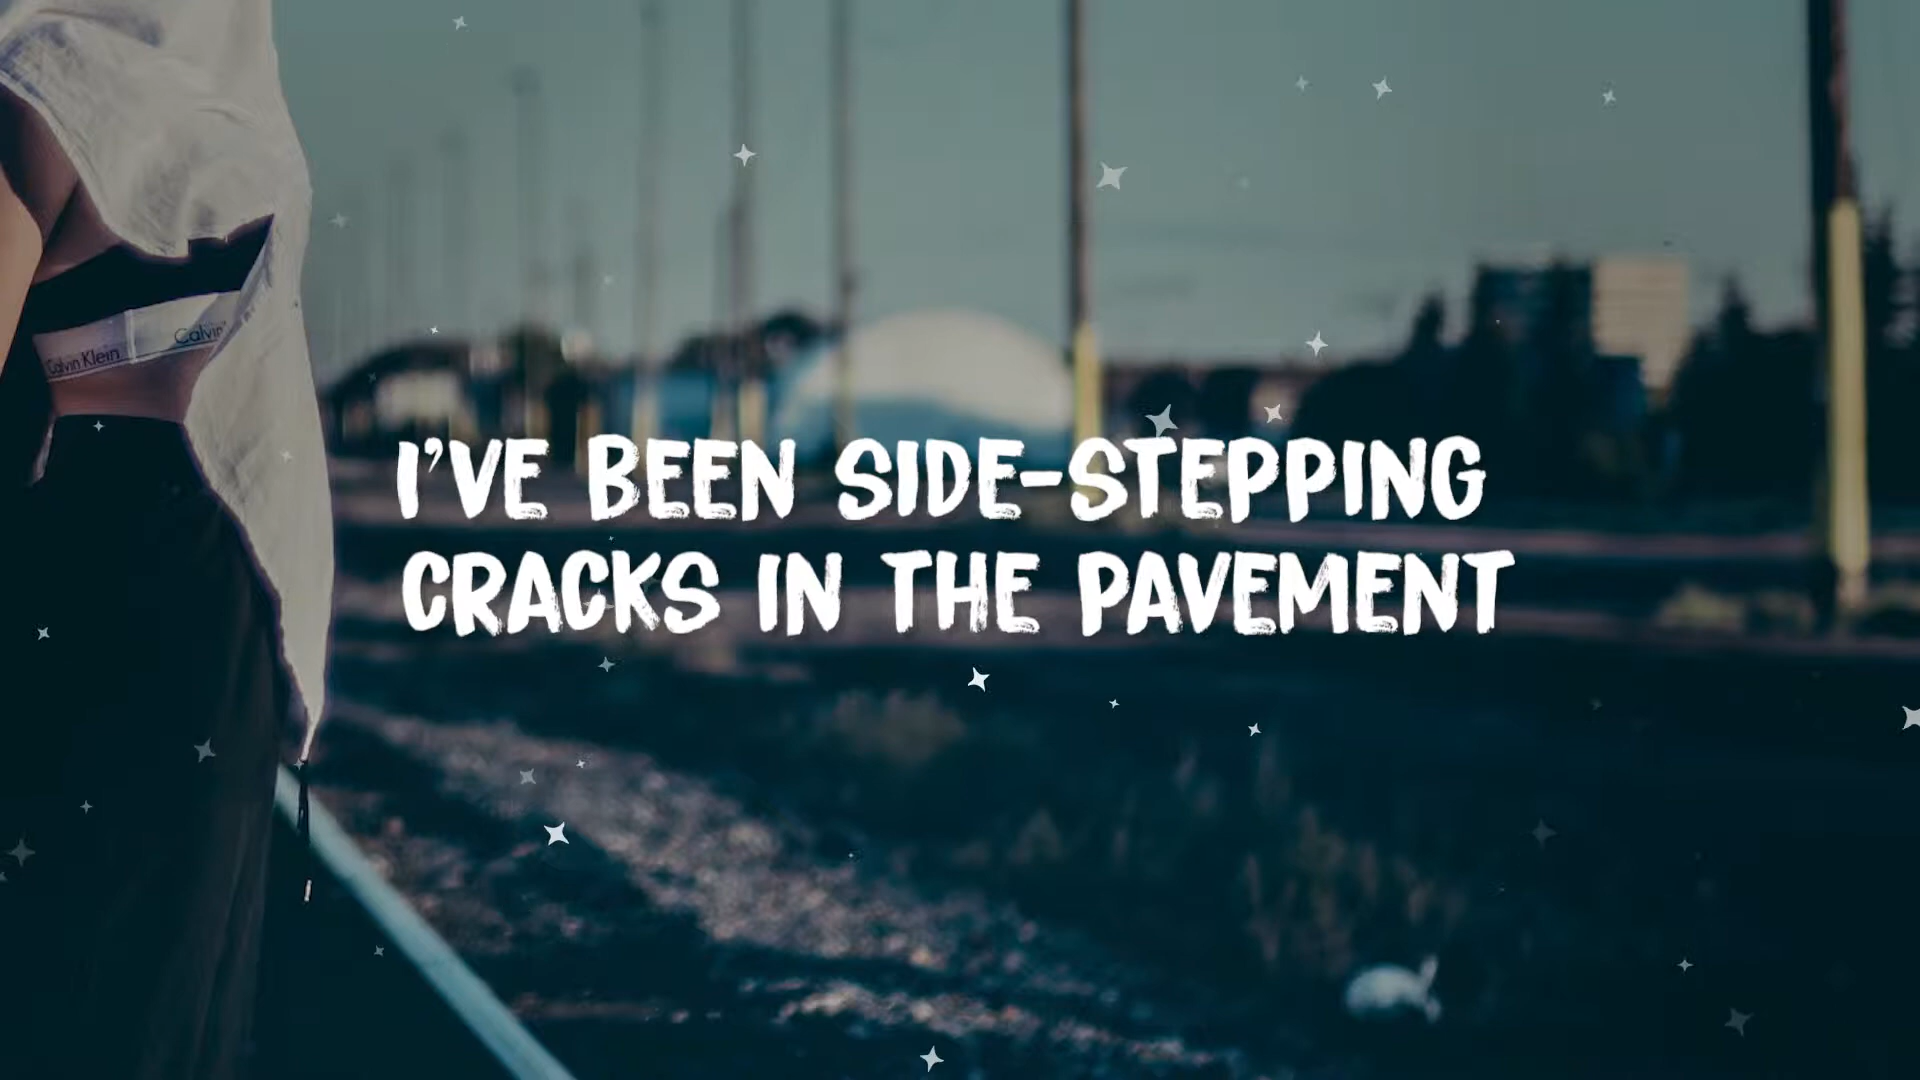 Calvin
Calvin Klein
I'VE BEEN SIDE-STEPPING
CRACKS IN THE PAVEMENT